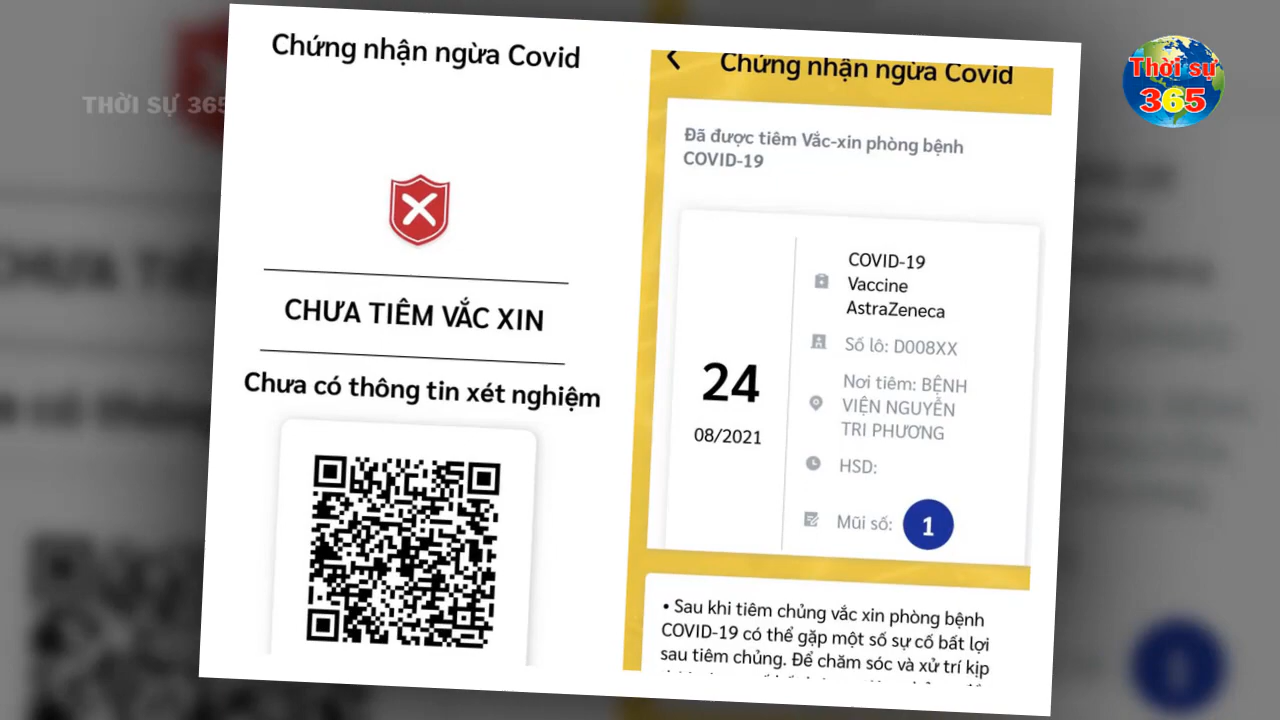 Chứng nhận ngừa Covid
CHƯA TIÊM VẮC XIN
Chưa có thông tin xét nghiệm
Chứng nhận ngừa Covid
Đã được tiêm Vắc-xin phòng bệnh
COVID-19
24
08/2021
COVID-19
Vaccine
AstraZeneca
Số lô: D008XX
Nơi tiêm: BỆNH
VIỆN NGUYỄN
TRI PHƯƠNG
HSD:
Mũi số: 1
• Sau khi tiêm chủng vắc xin phòng bệnh
COVID-19 có thể gặp một số sự cố bất lợi
sau tiêm chủng. Để chăm sóc và xử trí kịp
Thời sự
365
THỜI SỰ 365